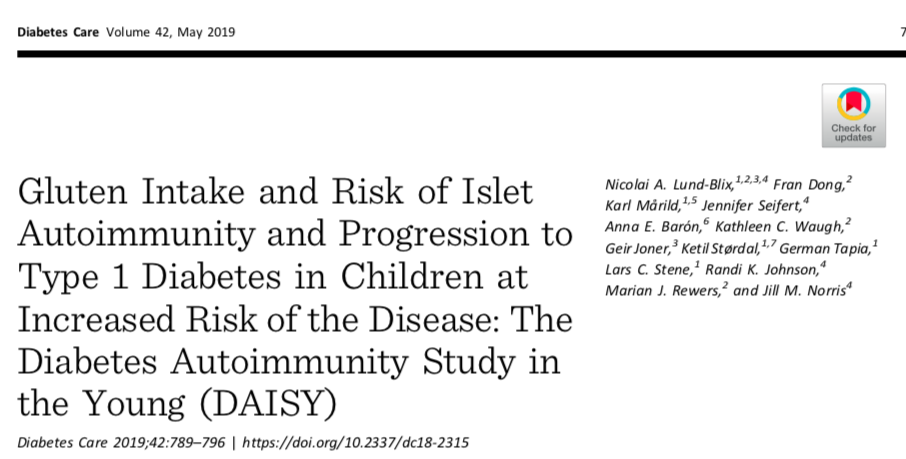 Diabetes Care Volume 42, May 2019
7
Check for
updates
Gluten Intake and Risk of Islet
Autoimmunity and Progression to
Type 1 Diabetes in Children at
Increased Risk of the Disease: The
Diabetes Autoimmunity Study in
the Young (DAISY)
Diabetes Care 2019;42:789–796 | https://doi.org/10.2337/dc18-2315
Nicolai A. Lund-Blix,1,2,3,4 Fran Dong,2
Karl Mårild,1,5 Jennifer Seifert,4
Anna E. Barón,6 Kathleen C. Waugh,2
Geir Joner,3 Ketil Størdal,1,7 German Tapia,1
Lars C. Stene,1 Randi K. Johnson,4
Marian J. Rewers,2 and Jill M. Norris4